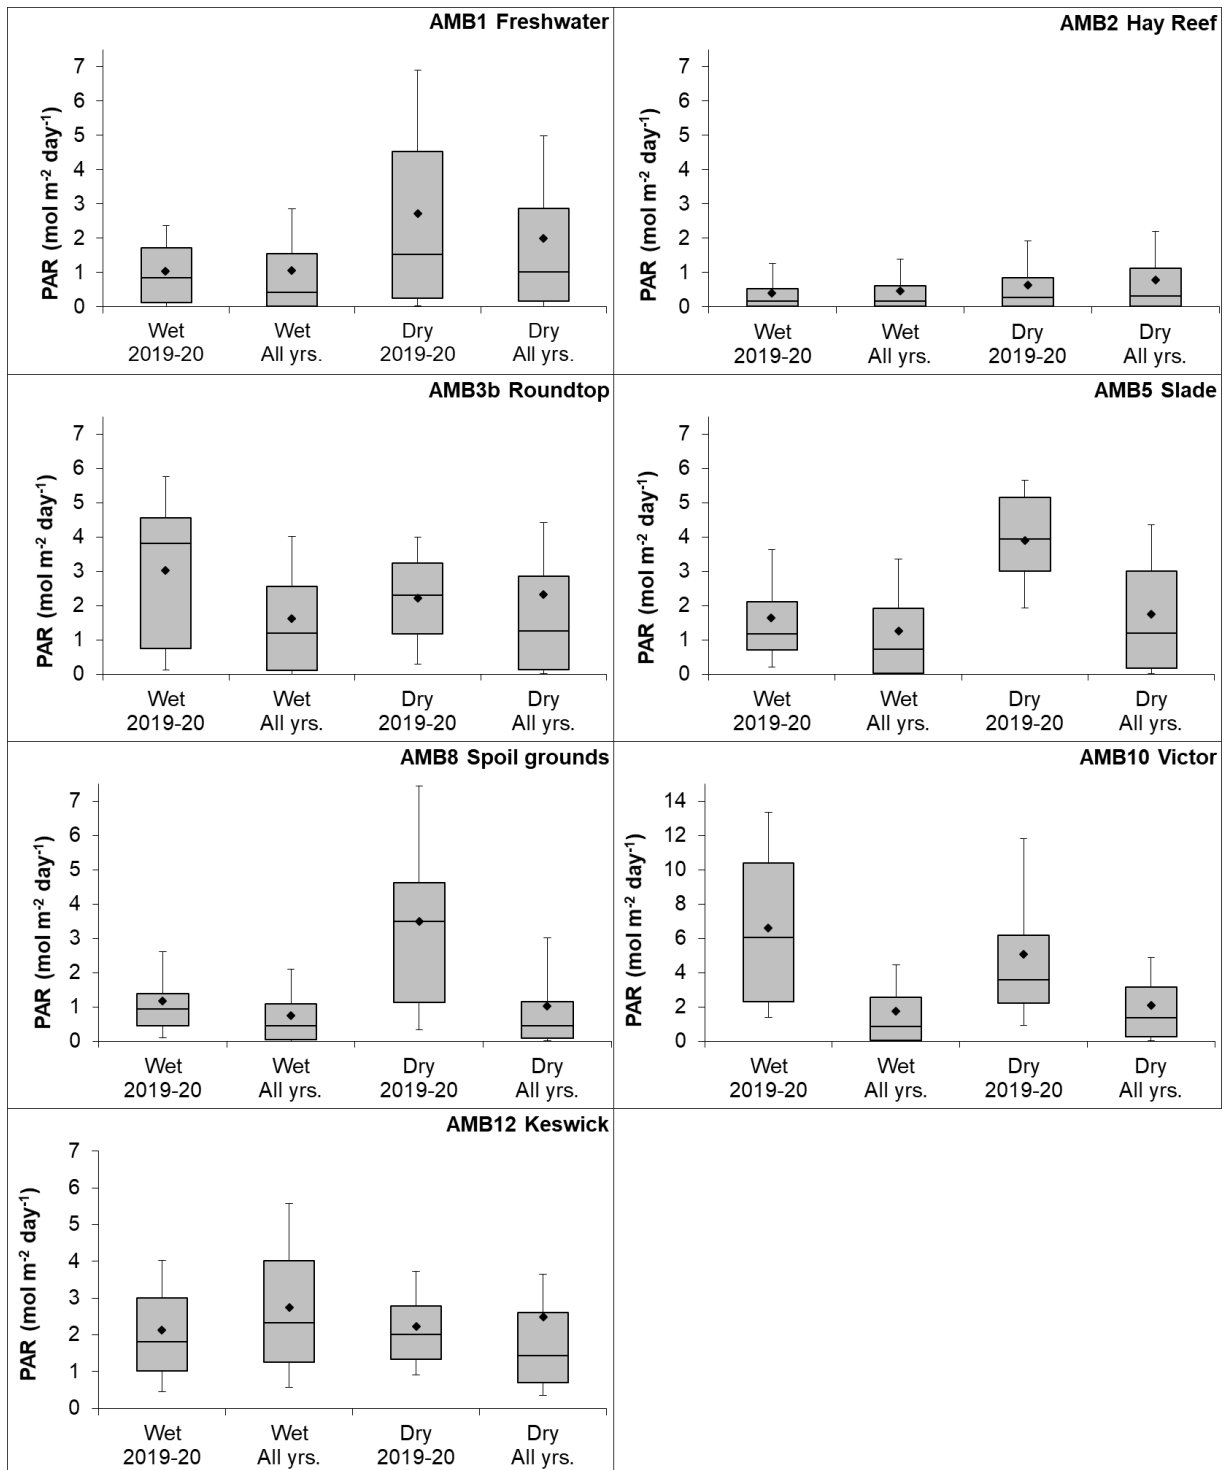 AMB1 Freshwater
PAR (mol m⁻² day⁻¹)
7
6
5
4
3
2
1
0
Wet 2019-20
Wet All yrs.
Dry 2019-20
Dry All yrs.
AMB2 Hay Reef
PAR (mol m⁻² day⁻¹)
7
6
5
4
3
2
1
0
Wet 2019-20
Wet All yrs.
Dry 2019-20
Dry All yrs.
AMB3b Roundtop
PAR (mol m⁻² day⁻¹)
7
6
5
4
3
2
1
0
Wet 2019-20
Wet All yrs.
Dry 2019-20
Dry All yrs.
AMB5 Slade
PAR (mol m⁻² day⁻¹)
7
6
5
4
3
2
1
0
Wet 2019-20
Wet All yrs.
Dry 2019-20
Dry All yrs.
AMB8 Spoil grounds
PAR (mol m⁻² day⁻¹)
7
6
5
4
3
2
1
0
Wet 2019-20
Wet All yrs.
Dry 2019-20
Dry All yrs.
AMB10 Victor
PAR (mol m⁻² day⁻¹)
14
12
10
8
6
4
2
0
Wet 2019-20
Wet All yrs.
Dry 2019-20
Dry All yrs.
AMB12 Keswick
PAR (mol m⁻² day⁻¹)
7
6
5
4
3
2
1
0
Wet 2019-20
Wet All yrs.
Dry 2019-20
Dry All yrs.